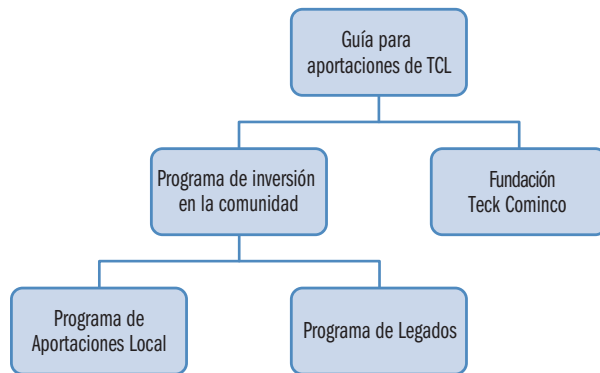 Guía para
aportaciones de TCL
Programa de inversión
en la comunidad
Fundación
Teck Cominco
Programa de
Aportaciones Local
Programa de Legados